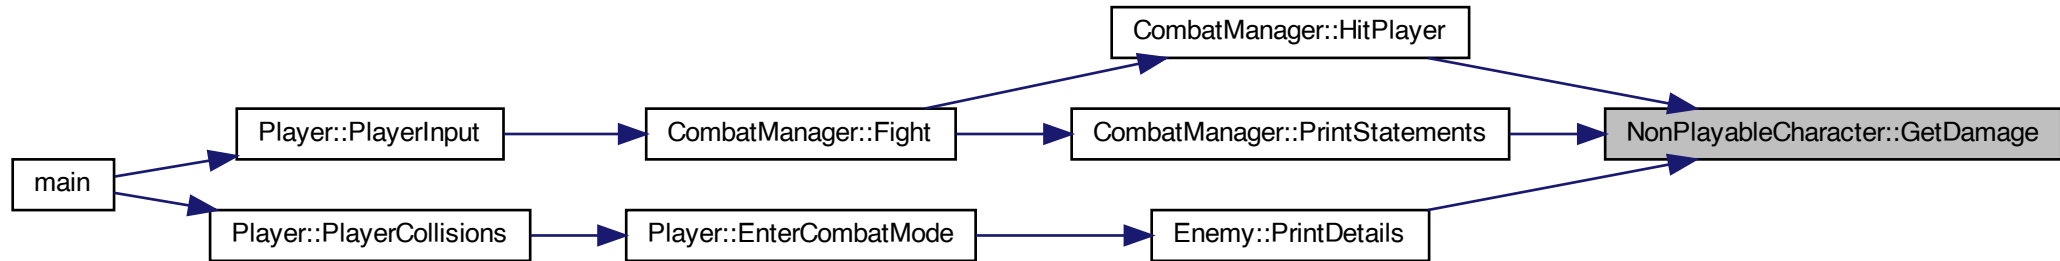 CombatManager::HitPlayer
Player::PlayerInput
CombatManager::Fight
CombatManager::PrintStatements
NonPlayableCharacter::GetDamage
main
Player::PlayerCollisions
Player::EnterCombatMode
Enemy::PrintDetails